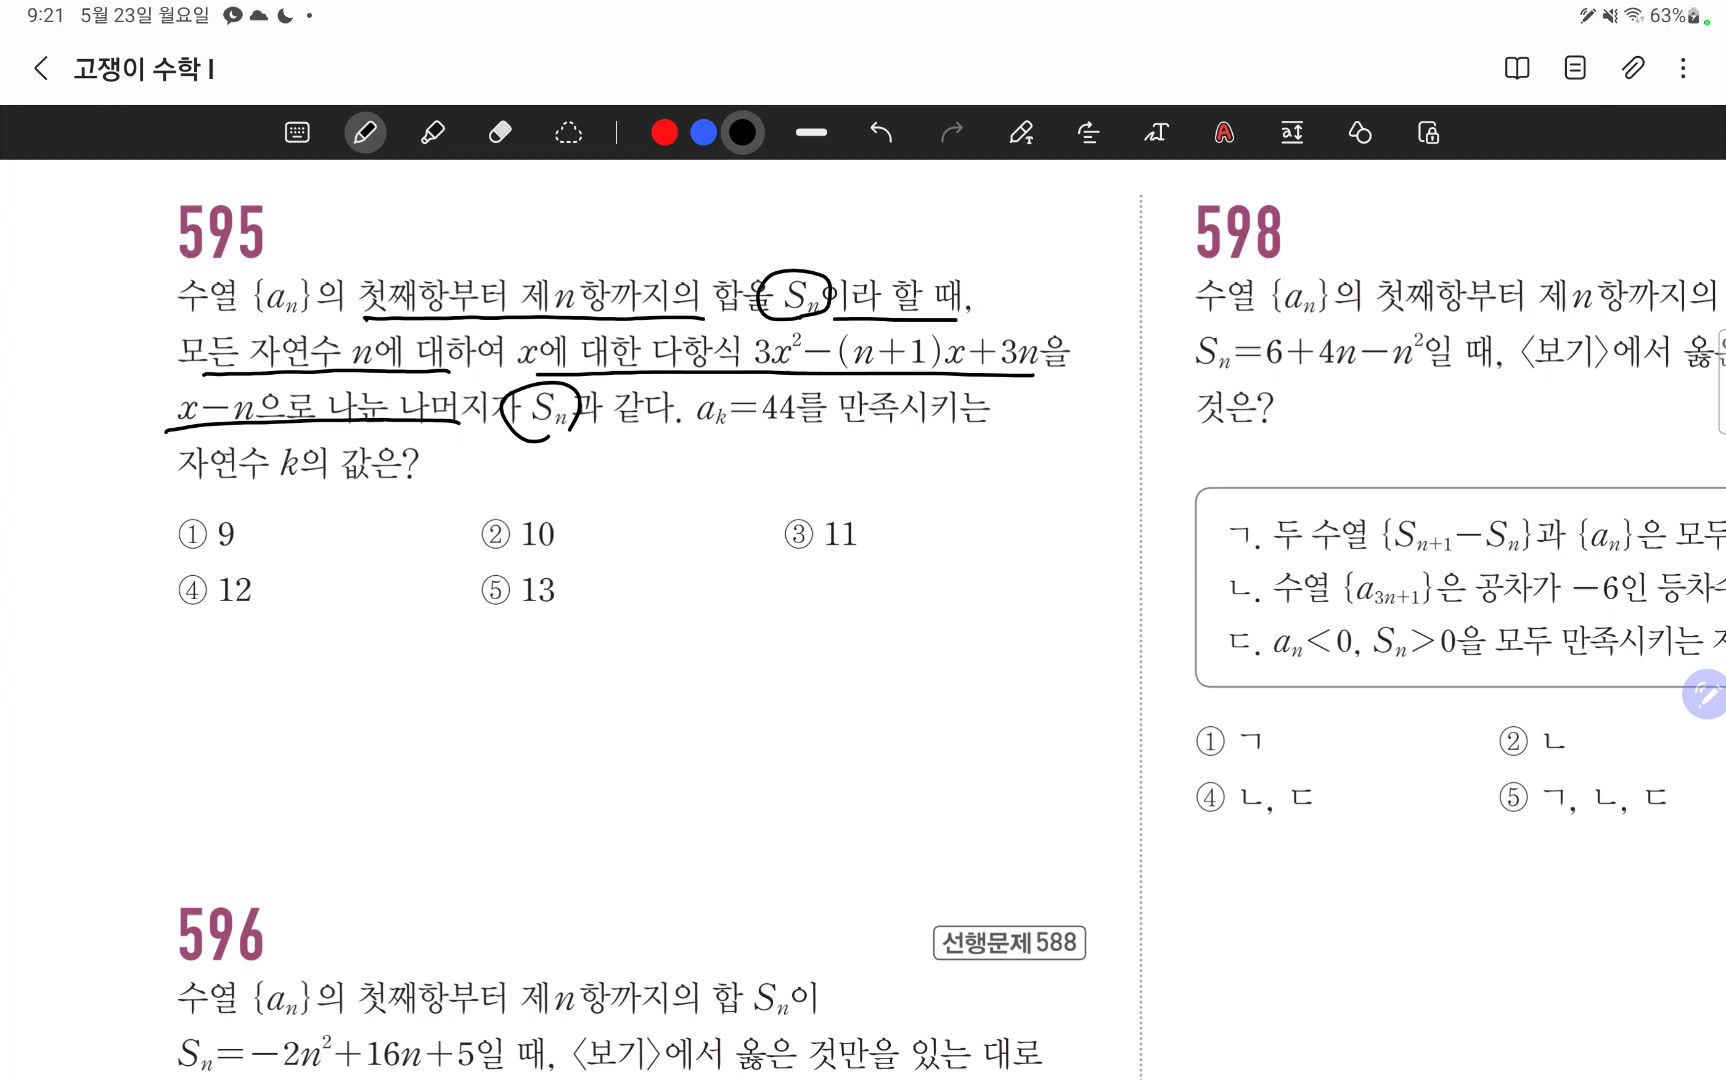 9:21 5월 23일 월요일
63%
고쟁이 수학 I
595
수열 {aₙ}의 첫째항부터 제n항까지의 합을 Sₙ이라 할 때,
모든 자연수 n에 대하여 x에 대한 다항식 3x²−(n+1)x+3n을
x−n으로 나눈 나머지가 Sₙ과 같다. aₖ=44를 만족시키는
자연수 k의 값은?
① 9 ② 10 ③ 11
④ 12 ⑤ 13
596
선행문제 588
수열 {aₙ}의 첫째항부터 제n항까지의 합 Sₙ이
Sₙ=−2n²+16n+5일 때, 〈보기〉에서 옳은 것만을 있는 대로
598
수열 {aₙ}의 첫째항부터 제n항까지의
Sₙ=6+4n−n²일 때, 〈보기〉에서
것은?
ㄱ. 두 수열 {Sₙ₊₁−Sₙ}과 {aₙ}은 모두
ㄴ. 수열 {a₃ₙ₊₁}은 공차가 −6인
ㄷ. aₙ<0, Sₙ>0을 모두 만족시키는
① ㄱ ② ㄴ
④ ㄴ, ㄷ ⑤ ㄱ, ㄴ, ㄷ